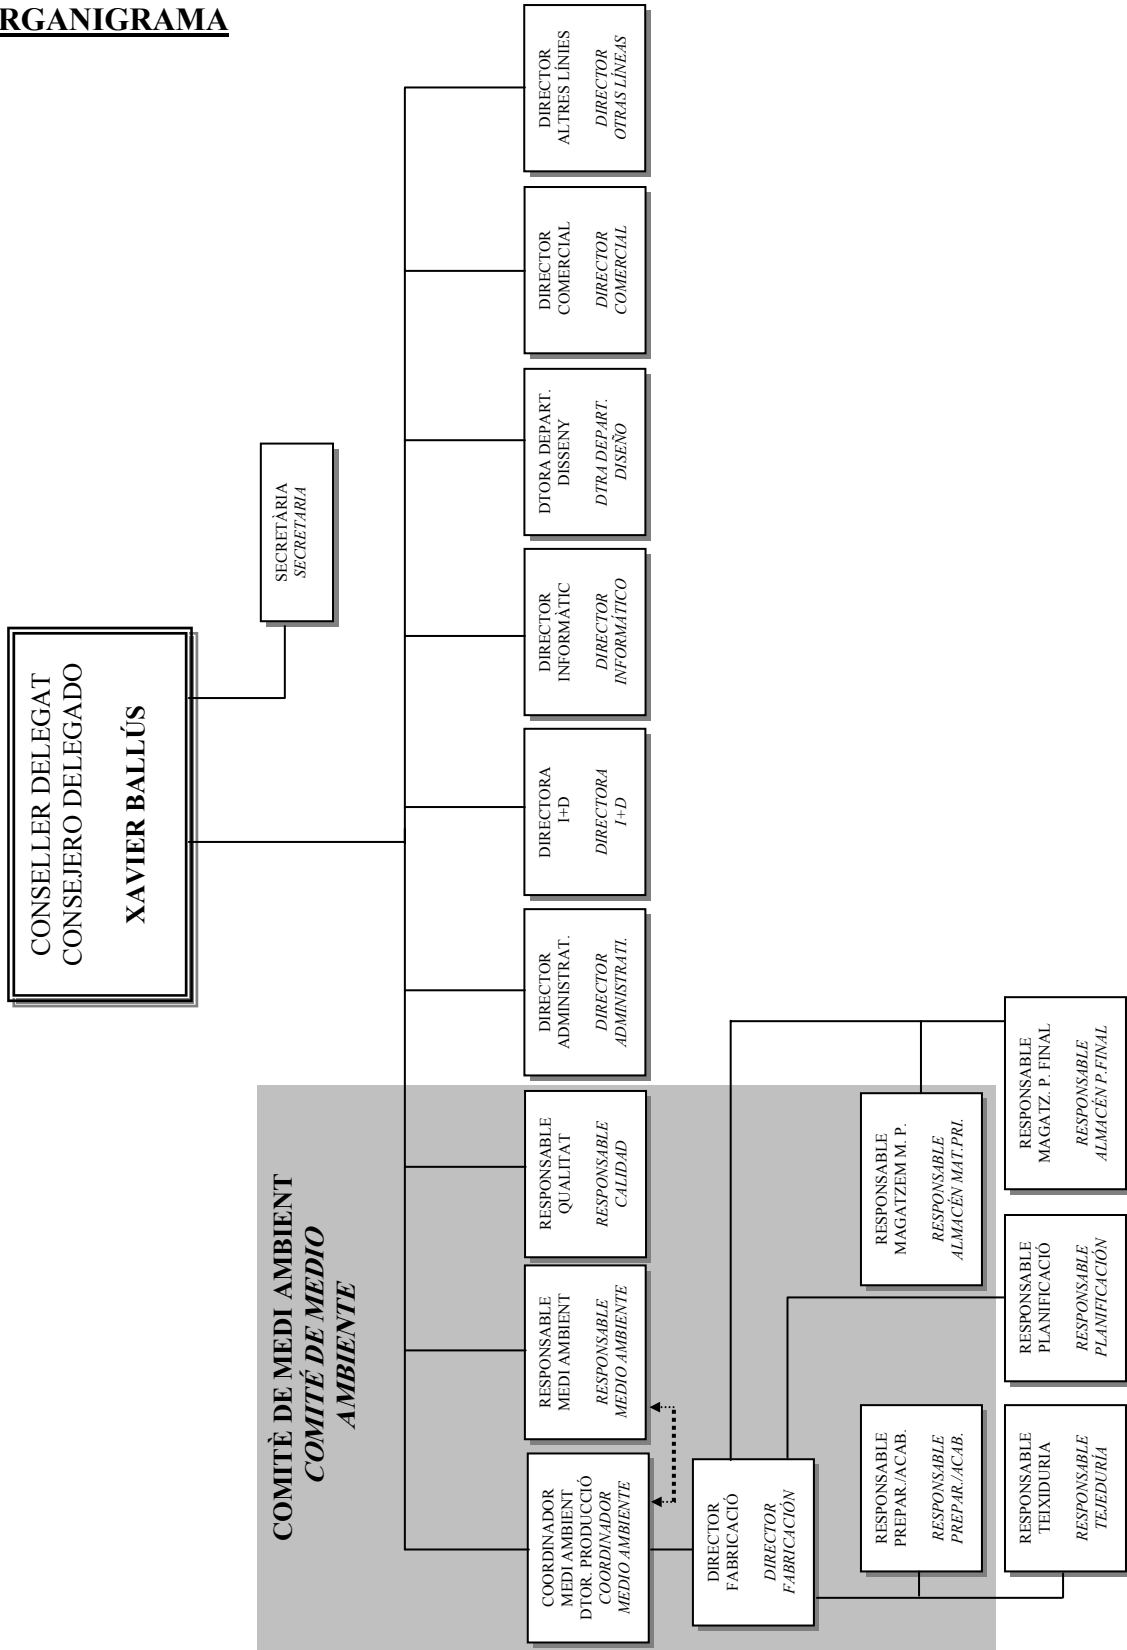 RGANIGRAMA
CONSELLER DELEGAT
CONSEJERO DELEGADO
XAVIER BALLÚS
SECRETÀRIA
SECRETARIA
COMITÈ DE MEDI AMBIENT
COMITÉ DE MEDIO
AMBIENTE
COORDINADOR
MEDI AMBIENT
DTOR. PRODUCCIÓ
COORDINADOR
MEDIO AMBIENTE
RESPONSABLE
MEDI AMBIENT
RESPONSABLE
MEDIO AMBIENTE
RESPONSABLE
QUALITAT
RESPONSABLE
CALIDAD
DIRECTOR
ADMINISTRAT.
DIRECTOR
ADMINISTRATI.
DIRECTORA
I+D
DIRECTORA
I+D
DIRECTOR
INFORMÀTIC
DIRECTOR
INFORMÁTICO
DTORA DEPART.
DISSENY
DTRA DEPART.
DISEÑO
DIRECTOR
COMERCIAL
DIRECTOR
COMERCIAL
DIRECTOR
ALTRES LÍNIES
DIRECTOR
OTRAS LÍNEAS
DIRECTOR
FABRICACIÓ
DIRECTOR
FABRICACIÓN
RESPONSABLE
PREPAR./ACAB.
RESPONSABLE
PREPAR./ACAB.
RESPONSABLE
MAGATZEM M. P.
RESPONSABLE
ALMACÉN MAT.PRI.
RESPONSABLE
TEIXIDURIA
RESPONSABLE
TEJEDURÍA
RESPONSABLE
PLANIFICACIÓ
RESPONSABLE
PLANIFICACIÓN
RESPONSABLE
MAGATZ. P. FINAL
RESPONSABLE
ALMACÉN P.FINAL